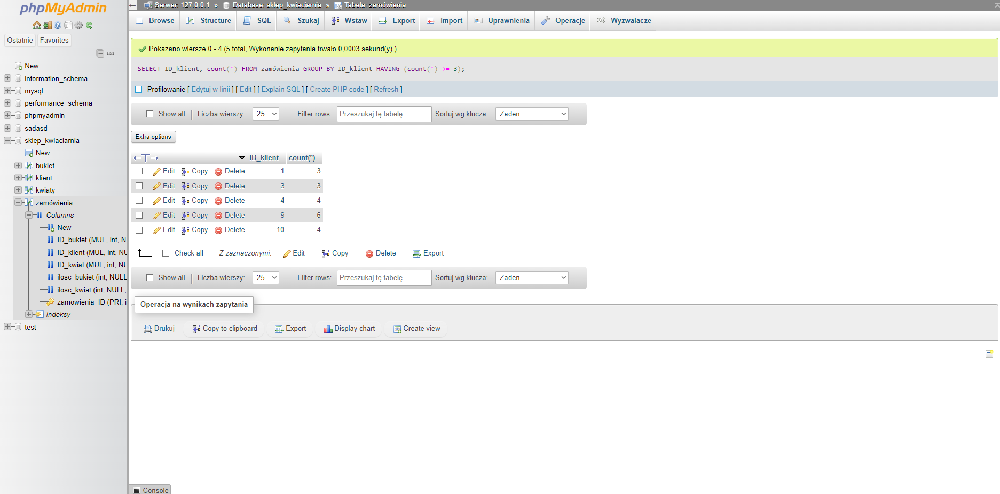 phpMyAdmin
Ostatnie Favorites
New
information_schema
mysql
performance_schema
phpmyadmin
sadasd
sklep_kwiaciarnia
New
bukiet
klient
kwiaty
zamówienia
Columns
New
ID_bukiet (MUL, int, NU
ID_klient (MUL, int, NU
ID_kwiat (MUL, int, NU
ilosc_bukiet (int, NULL
ilosc_kwiat (int, NULL,
zamowienia_ID (PRI, i
Indeksy
test
Serwer: 127.0.0.1 » Database: sklep_kwiaciarnia » Tabela: zamówienia
Browse Structure SQL Szukaj Wstaw Export Import Uprawnienia Operacje Wyzwalacze
Pokazano wiersze 0 - 4 (5 total, Wykonanie zapytania trwało 0,0003 sekund(y).)
SELECT ID_klient, count(*) FROM zamówienia GROUP BY ID_klient HAVING (count(*) >= 3);
Profilowanie [ Edytuj w linii ] [ Edit ] [ Explain SQL ] [ Create PHP code ] [ Refresh ]
Show all Liczba wierszy: 25 Filter rows: Przeszukaj tę tabelę Sortuj wg klucza: Żaden
Extra options
←T→ ID_klient count(*)
Edit Copy Delete 1 3
Edit Copy Delete 3 3
Edit Copy Delete 4 4
Edit Copy Delete 9 6
Edit Copy Delete 10 4
Check all Z zaznaczonymi: Edit Copy Delete Export
Show all Liczba wierszy: 25 Filter rows: Przeszukaj tę tabelę Sortuj wg klucza: Żaden
Operacja na wynikach zapytania
Drukuj Copy to clipboard Export Display chart Create view
Console